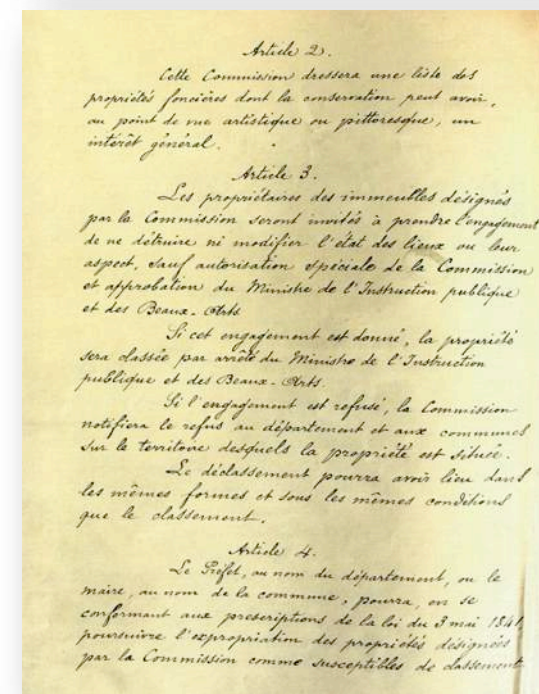 Article 2.
Cette Commission dressera une liste des
propriétés foncières dont la conservation peut avoir,
au point de vue artistique ou pittoresque, un
intérêt général.
Article 3.
Les propriétaires des immeubles désignés
par la Commission seront invités à prendre l'engagement
de ne détruire ni modifier l'état des lieux ou leur
aspect, sauf autorisation spéciale de la Commission
et approbation du Ministre de l'Instruction publique
et des Beaux-Arts
Si cet engagement est donné, la propriété
sera classée par arrêté du Ministre de l'Instruction
publique et des Beaux-Arts.
Si l'engagement est refusé, la Commission
notifiera le refus au département et aux communes
sur le territoire desquels la propriété est située.
Le déclassement pourra avoir lieu dans
les mêmes formes et sous les mêmes conditions
que le classement.
Article 4.
Le Préfet, au nom du département, ou le
maire, au nom de la commune, pourra, en se
conformant aux prescriptions de la loi du 3 mai 1841,
poursuivre l'expropriation des propriétés désignées
par la Commission comme susceptibles de classement